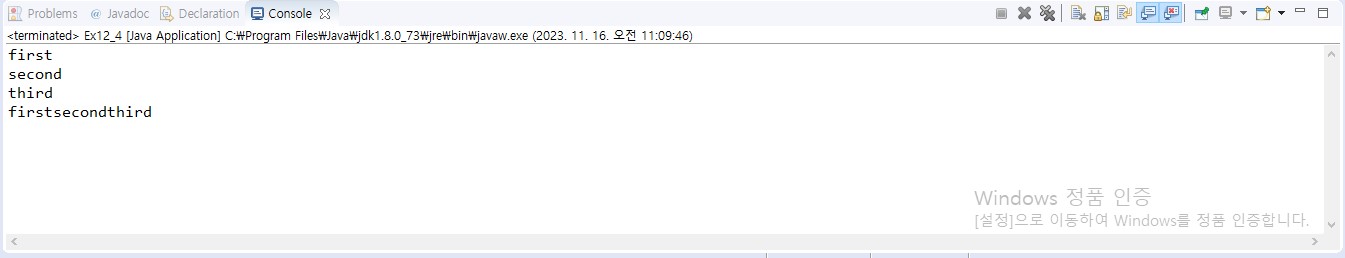 Problems @ Javadoc Declaration Console
<terminated> Ex12_4 [Java Application] C:₩Program Files₩Java₩jdk1.8.0_73₩jre₩bin₩javaw.exe (2023. 11. 16. 오전 11:09:46)
first
second
third
firstsecondthird
Windows 정품 인증
[설정]으로 이동하여 Windows를 정품 인증합니다.